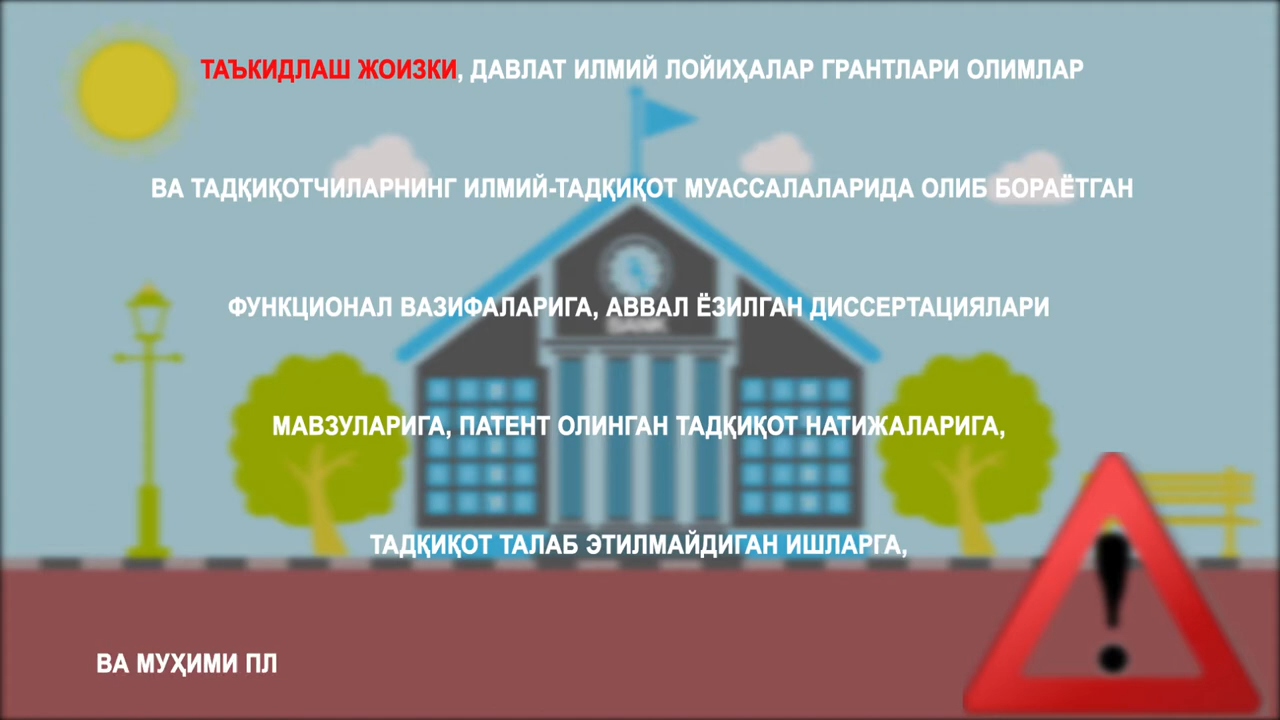 ТАЪКИДЛАШ ЖОИЗКИ, ДАВЛАТ ИЛМИЙ ЛОЙИҲАЛАР ГРАНТЛАРИ ОЛИМЛАР
ВА ТАДҚИҚОТЧИЛАРНИНГ ИЛМИЙ-ТАДҚИҚОТ МУАССАЛАЛАРИДА ОЛИБ БОРАЁТГАН
ФУНКЦИОНАЛ ВАЗИФАЛАРИГА, АВВАЛ ЁЗИЛГАН ДИССЕРТАЦИЯЛАРИ
BANK
МАВЗУЛАРИГА, ПАТЕНТ ОЛИНГАН ТАДҚИҚОТ НАТИЖАЛАРИГА,
ТАДҚИҚОТ ТАЛАБ ЭТИЛМАЙДИГАН ИШЛАРГА,
ВА МУҲИМИ ПЛ